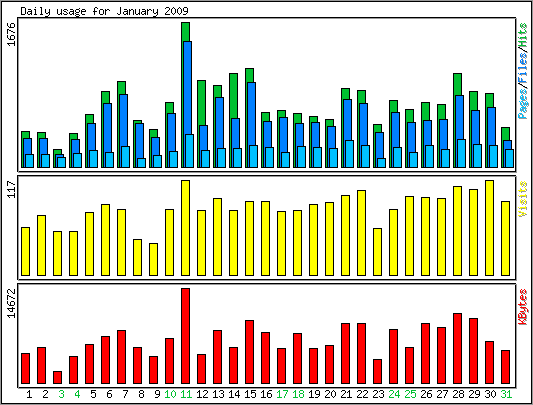 Daily usage for January 2009
1676
Pages/Files/Hits
117
Visits
14672
KBytes
1 2 3 4 5 6 7 8 9 10 11 12 13 14 15 16 17 18 19 20 21 22 23 24 25 26 27 28 29 30 31